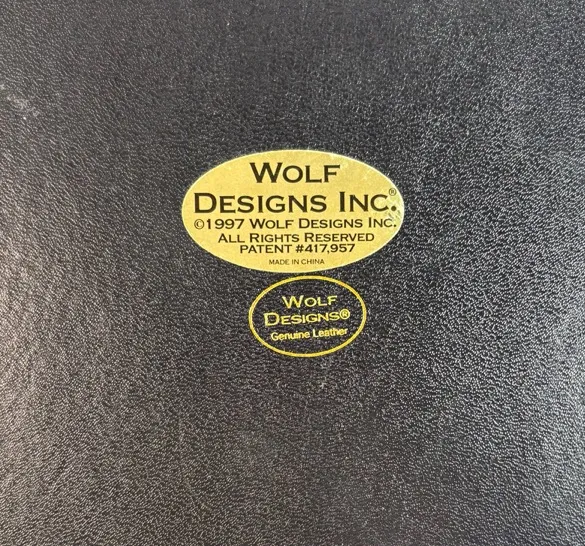 WOLF
DESIGNS INC.®
©1997 WOLF DESIGNS INC.
ALL RIGHTS RESERVED
PATENT #417,957
MADE IN CHINA
WOLF
DESIGNS®
Genuine Leather